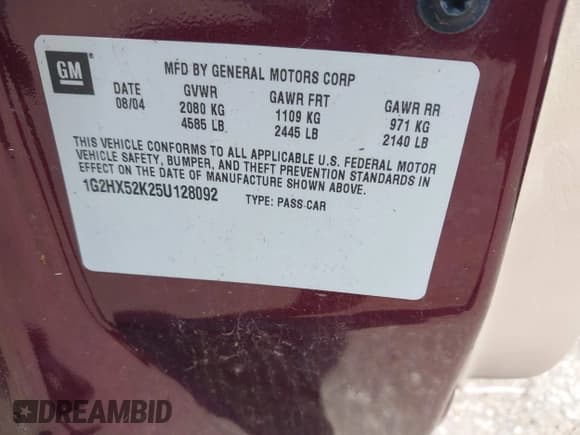 GM
MFD BY GENERAL MOTORS CORP
DATE GVWR GAWR FRT GAWR RR
08/04 2080 KG 1109 KG 971 KG
4585 LB 2445 LB 2140 LB
THIS VEHICLE CONFORMS TO ALL APPLICABLE U.S. FEDERAL MOTOR
VEHICLE SAFETY, BUMPER, AND THEFT PREVENTION STANDARDS IN
EFFECT ON THE DATE OF MANUFACTURE SHOWN ABOVE.
1G2HX52K25U128092 TYPE: PASS CAR
DREAMBID